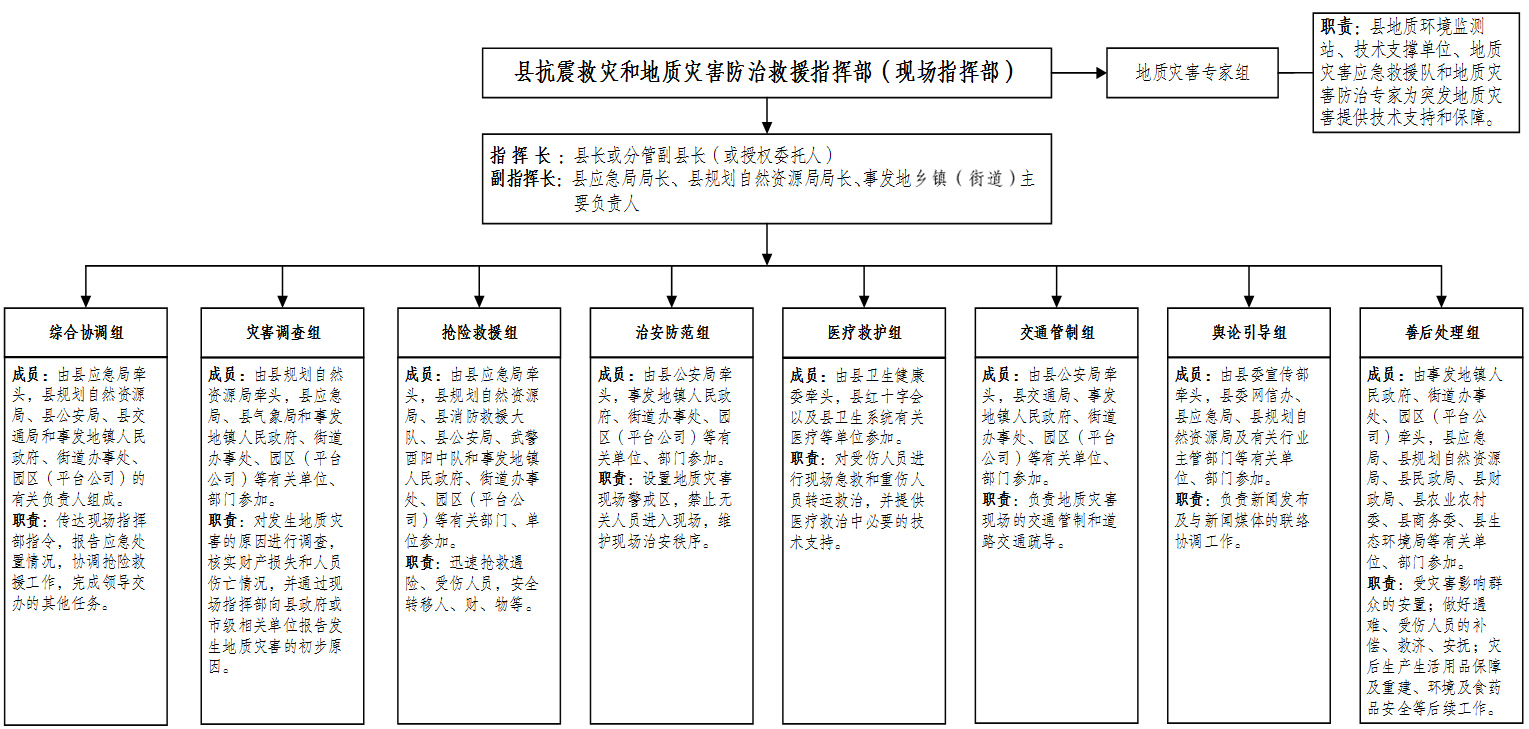 县抗震救灾和地质灾害防治救援指挥部（现场指挥部）
地质灾害专家组
职责：县地质环境监测
站、技术支撑单位、地质
灾害应急救援队和地质灾
害防治专家为突发地质灾
害提供技术支持和保障。
指 挥 长 ：县长或分管副县长（或授权委托人）
副指挥长：县应急局局长、县规划自然资源局局长、事发地乡镇（街道）主
要负责人
综合协调组
成员：由县应急局牵
头，县规划自然资源
局、县公安局、县交
通局和事发地镇人民
政府、街道办事处、
园区（平台公司）的
有关负责人组成。
职责：传达现场指挥
部指令，报告应急处
置情况，协调抢险救
援工作，完成领导交
办的其他任务。
灾害调查组
成员：由县规划自然
资源局牵头，县应急
局、县气象局和事发
地镇人民政府、街道
办事处、园区（平台
公司）等有关单位、
部门参加。
职责：对发生地质灾
害的原因进行调查，
核实财产损失和人员
伤亡情况，并通过现
场指挥部向县政府或
市级相关单位报告发
生地质灾害的初步原
因。
抢险救援组
成员：由县应急局牵
头，县规划自然资源
局、县消防救援大
队、县公安局、武警
酉阳中队和事发地镇
人民政府、街道办事
处、园区（平台公
司）等有关部门、单
位参加。
职责：迅速抢救遇
险、受伤人员，安全
转移人、财、物等。
治安防范组
成员：由县公安局牵
头，事发地镇人民政
府、街道办事处、园
区（平台公司）等有
关单位、部门参加。
职责：设置地质灾害
现场警戒区，禁止无
关人员进入现场，维
护现场治安秩序。
医疗救护组
成员：由县卫生健康
委牵头，县红十字会
以及县卫生系统有关
医疗等单位参加。
职责：对受伤人员进
行现场急救和重伤人
员转运救治，并提供
医疗救治中必要的技
术支持。
交通管制组
成员：由县公安局牵
头，县交通局、事发
地镇人民政府、街道
办事处、园区（平台
公司）等有关单位、
部门参加。
职责：负责地质灾害
现场的交通管制和道
路交通疏导。
舆论引导组
成员：由县委宣传部
牵头，县委网信办、
县应急局、县规划自
然资源局及有关行业
主管部门等有关单
位、部门参加。
职责：负责新闻发布
及与新闻媒体的联络
协调工作。
善后处理组
成员：由事发地镇人
民政府、街道办事
处、园区（平台公
司）牵头，县应急
局、县规划自然资源
局、县民政局、县财
政局、县农业农村
委、县商务委、县生
态环境局等有关单
位、部门参加。
职责：受灾害影响群
众的安置；做好遇
难、受伤人员的补
偿、救济、安抚；灾
后生产生活用品保障
及重建、环境及食药
品安全等后续工作。